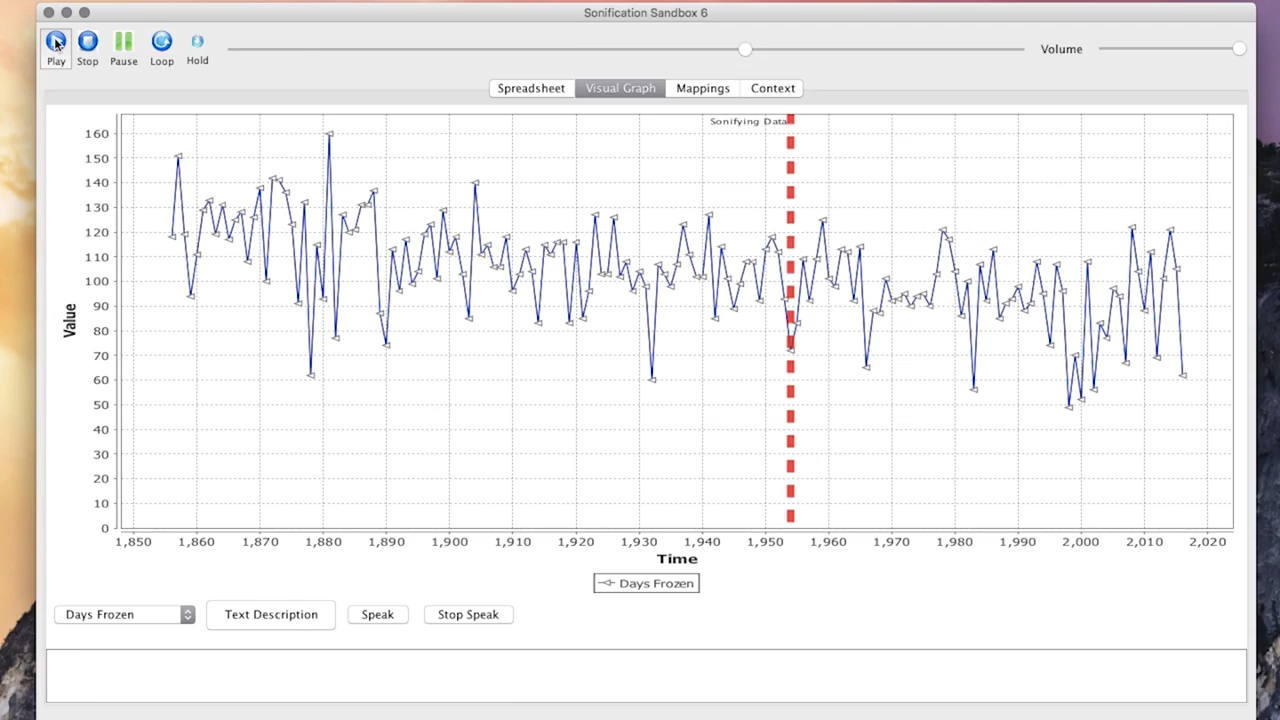 Sonification Sandbox 6
Play Stop Pause Loop Hold Volume
Spreadsheet Visual Graph Mappings Context
Sonifying Data
160
150
140
130
120
110
100
90
80
70
60
50
40
30
20
10
0
Value
1,850 1,860 1,870 1,880 1,890 1,900 1,910 1,920 1,930 1,940 1,950 1,960 1,970 1,980 1,990 2,000 2,010 2,020
Time
Days Frozen
Days Frozen Text Description Speak Stop Speak